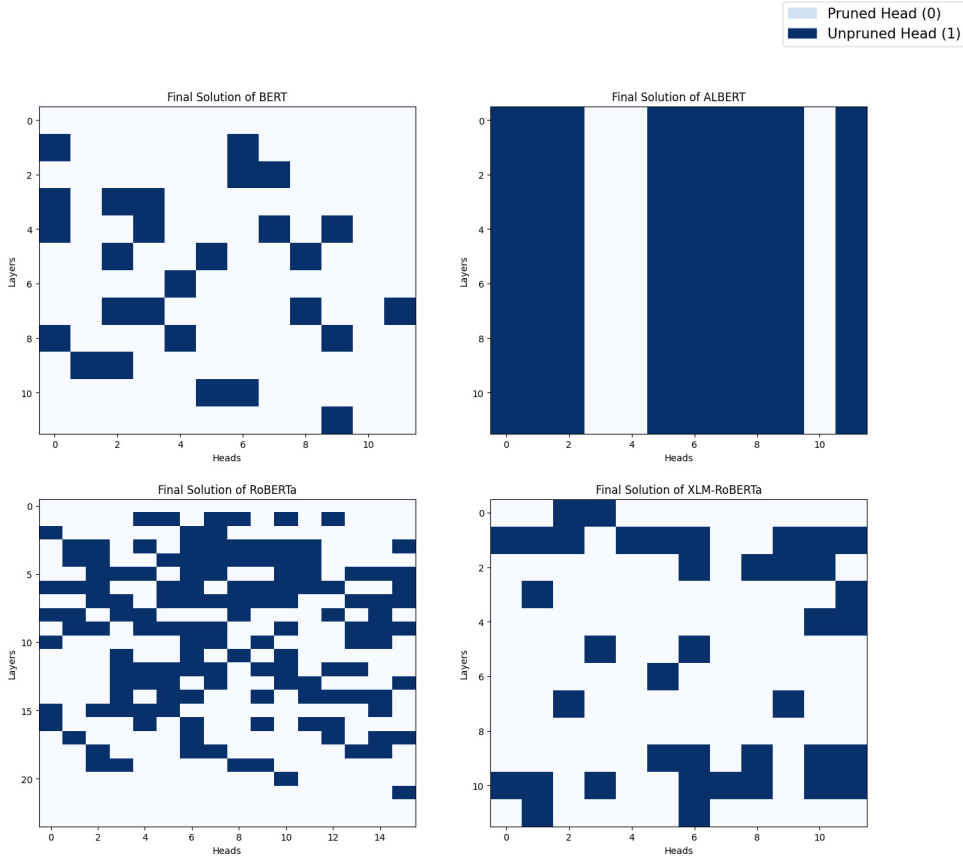 Pruned Head (0)
Unpruned Head (1)
Final Solution of BERT
Layers
0
2
4
6
8
10
0 2 4 6 8 10
Heads
Final Solution of ALBERT
Layers
0
2
4
6
8
10
0 2 4 6 8 10
Heads
Final Solution of RoBERTa
Layers
0
5
10
15
20
0 2 4 6 8 10 12 14
Heads
Final Solution of XLM-RoBERTa
Layers
0
2
4
6
8
10
0 2 4 6 8 10
Heads